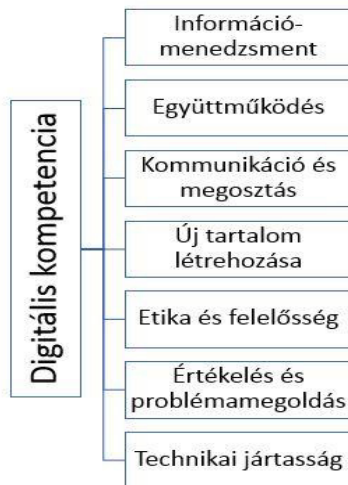 Digitális kompetencia
Információ-
menedzsment
Együttműködés
Kommunikáció és
megosztás
Új tartalom
létrehozása
Etika és felelősség
Értékelés és
problémamegoldás
Technikai jártasság